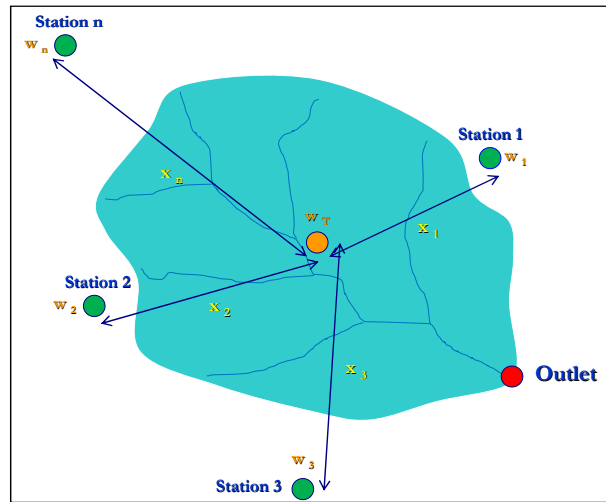 Station n
w n
Station 1
w 1
x n
w T
x 1
Station 2
w 2
x 2
x 3
Outlet
w 3
Station 3